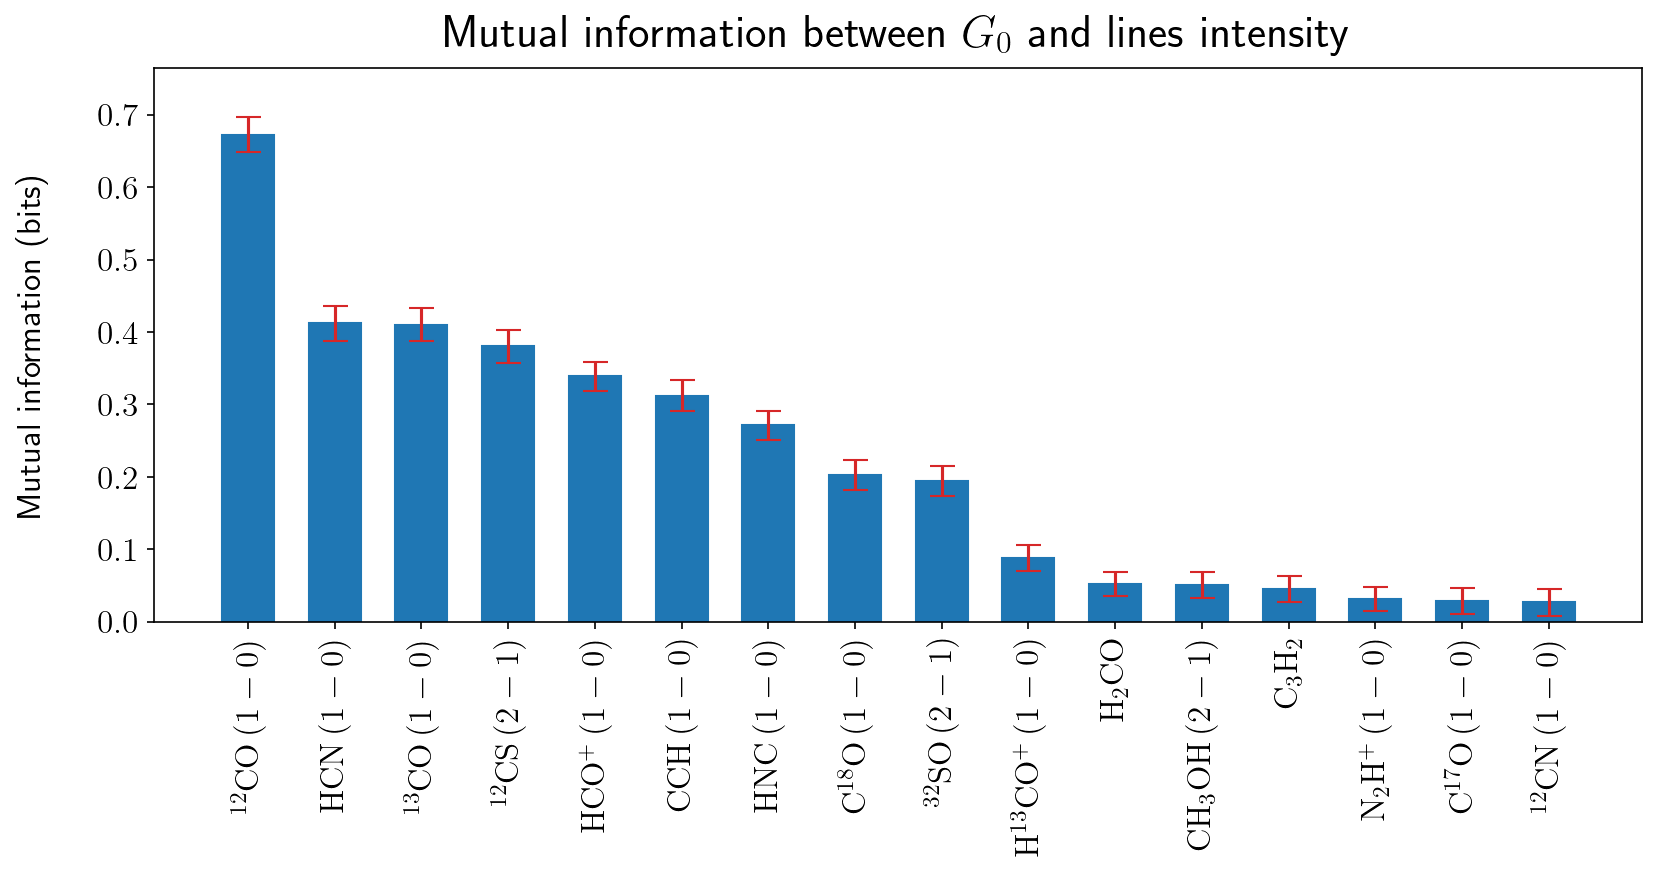 Mutual information between G₀ and lines intensity
Mutual information (bits)
0.7
0.6
0.5
0.4
0.3
0.2
0.1
0.0
¹²CO (1 − 0)
HCN (1 − 0)
¹³CO (1 − 0)
¹²CS (2 − 1)
HCO⁺ (1 − 0)
CCH (1 − 0)
HNC (1 − 0)
C¹⁸O (1 − 0)
³²SO (2 − 1)
H¹³CO⁺ (1 − 0)
H₂CO
CH₃OH (2 − 1)
C₃H₂
N₂H⁺ (1 − 0)
C¹⁷O (1 − 0)
¹²CN (1 − 0)